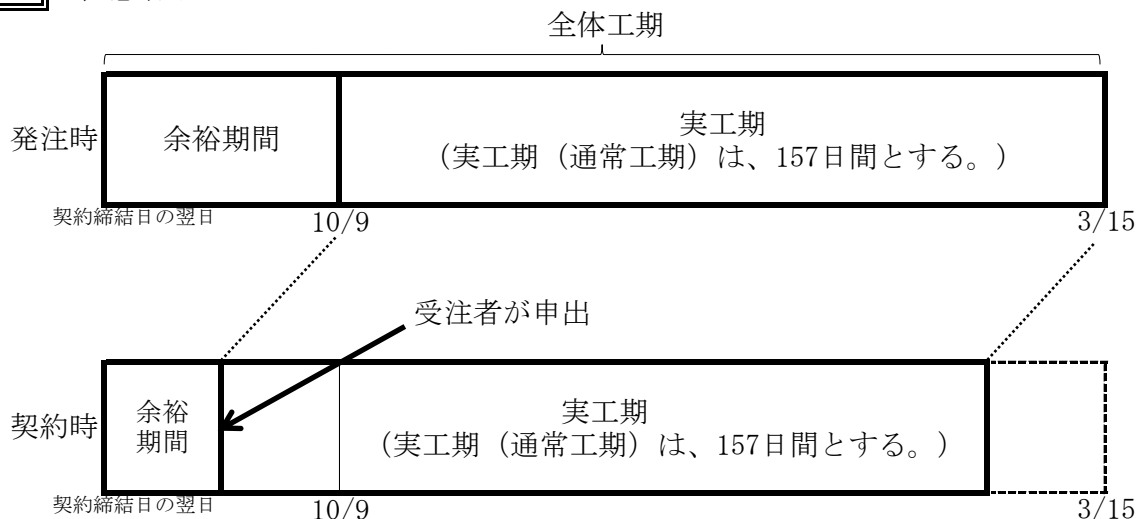 全体工期
発注時
余裕期間
実工期
(実工期（通常工期）は、157日間とする。)
契約締結日の翌日
10/9
3/15
受注者が申出
契約時
余裕
期間
実工期
(実工期（通常工期）は、157日間とする。)
契約締結日の翌日
10/9
3/15